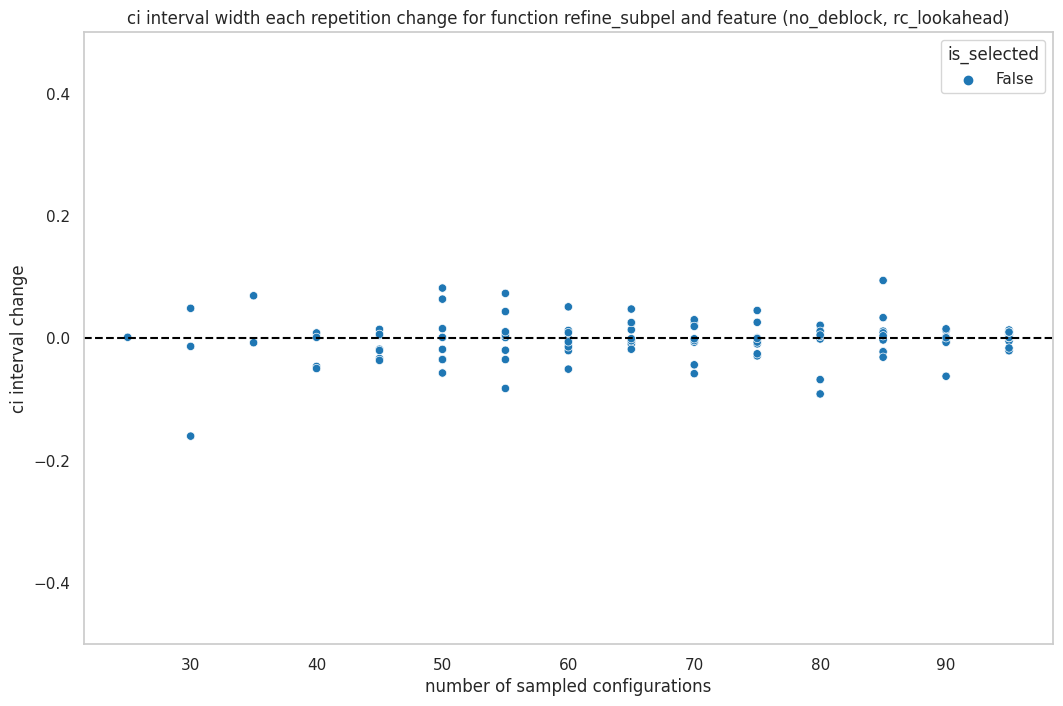 ci interval width each repetition change for function refine_subpel and feature (no_deblock, rc_lookahead)
is_selected
False
ci interval change
0.4
0.2
0.0
−0.2
−0.4
30 40 50 60 70 80 90
number of sampled configurations